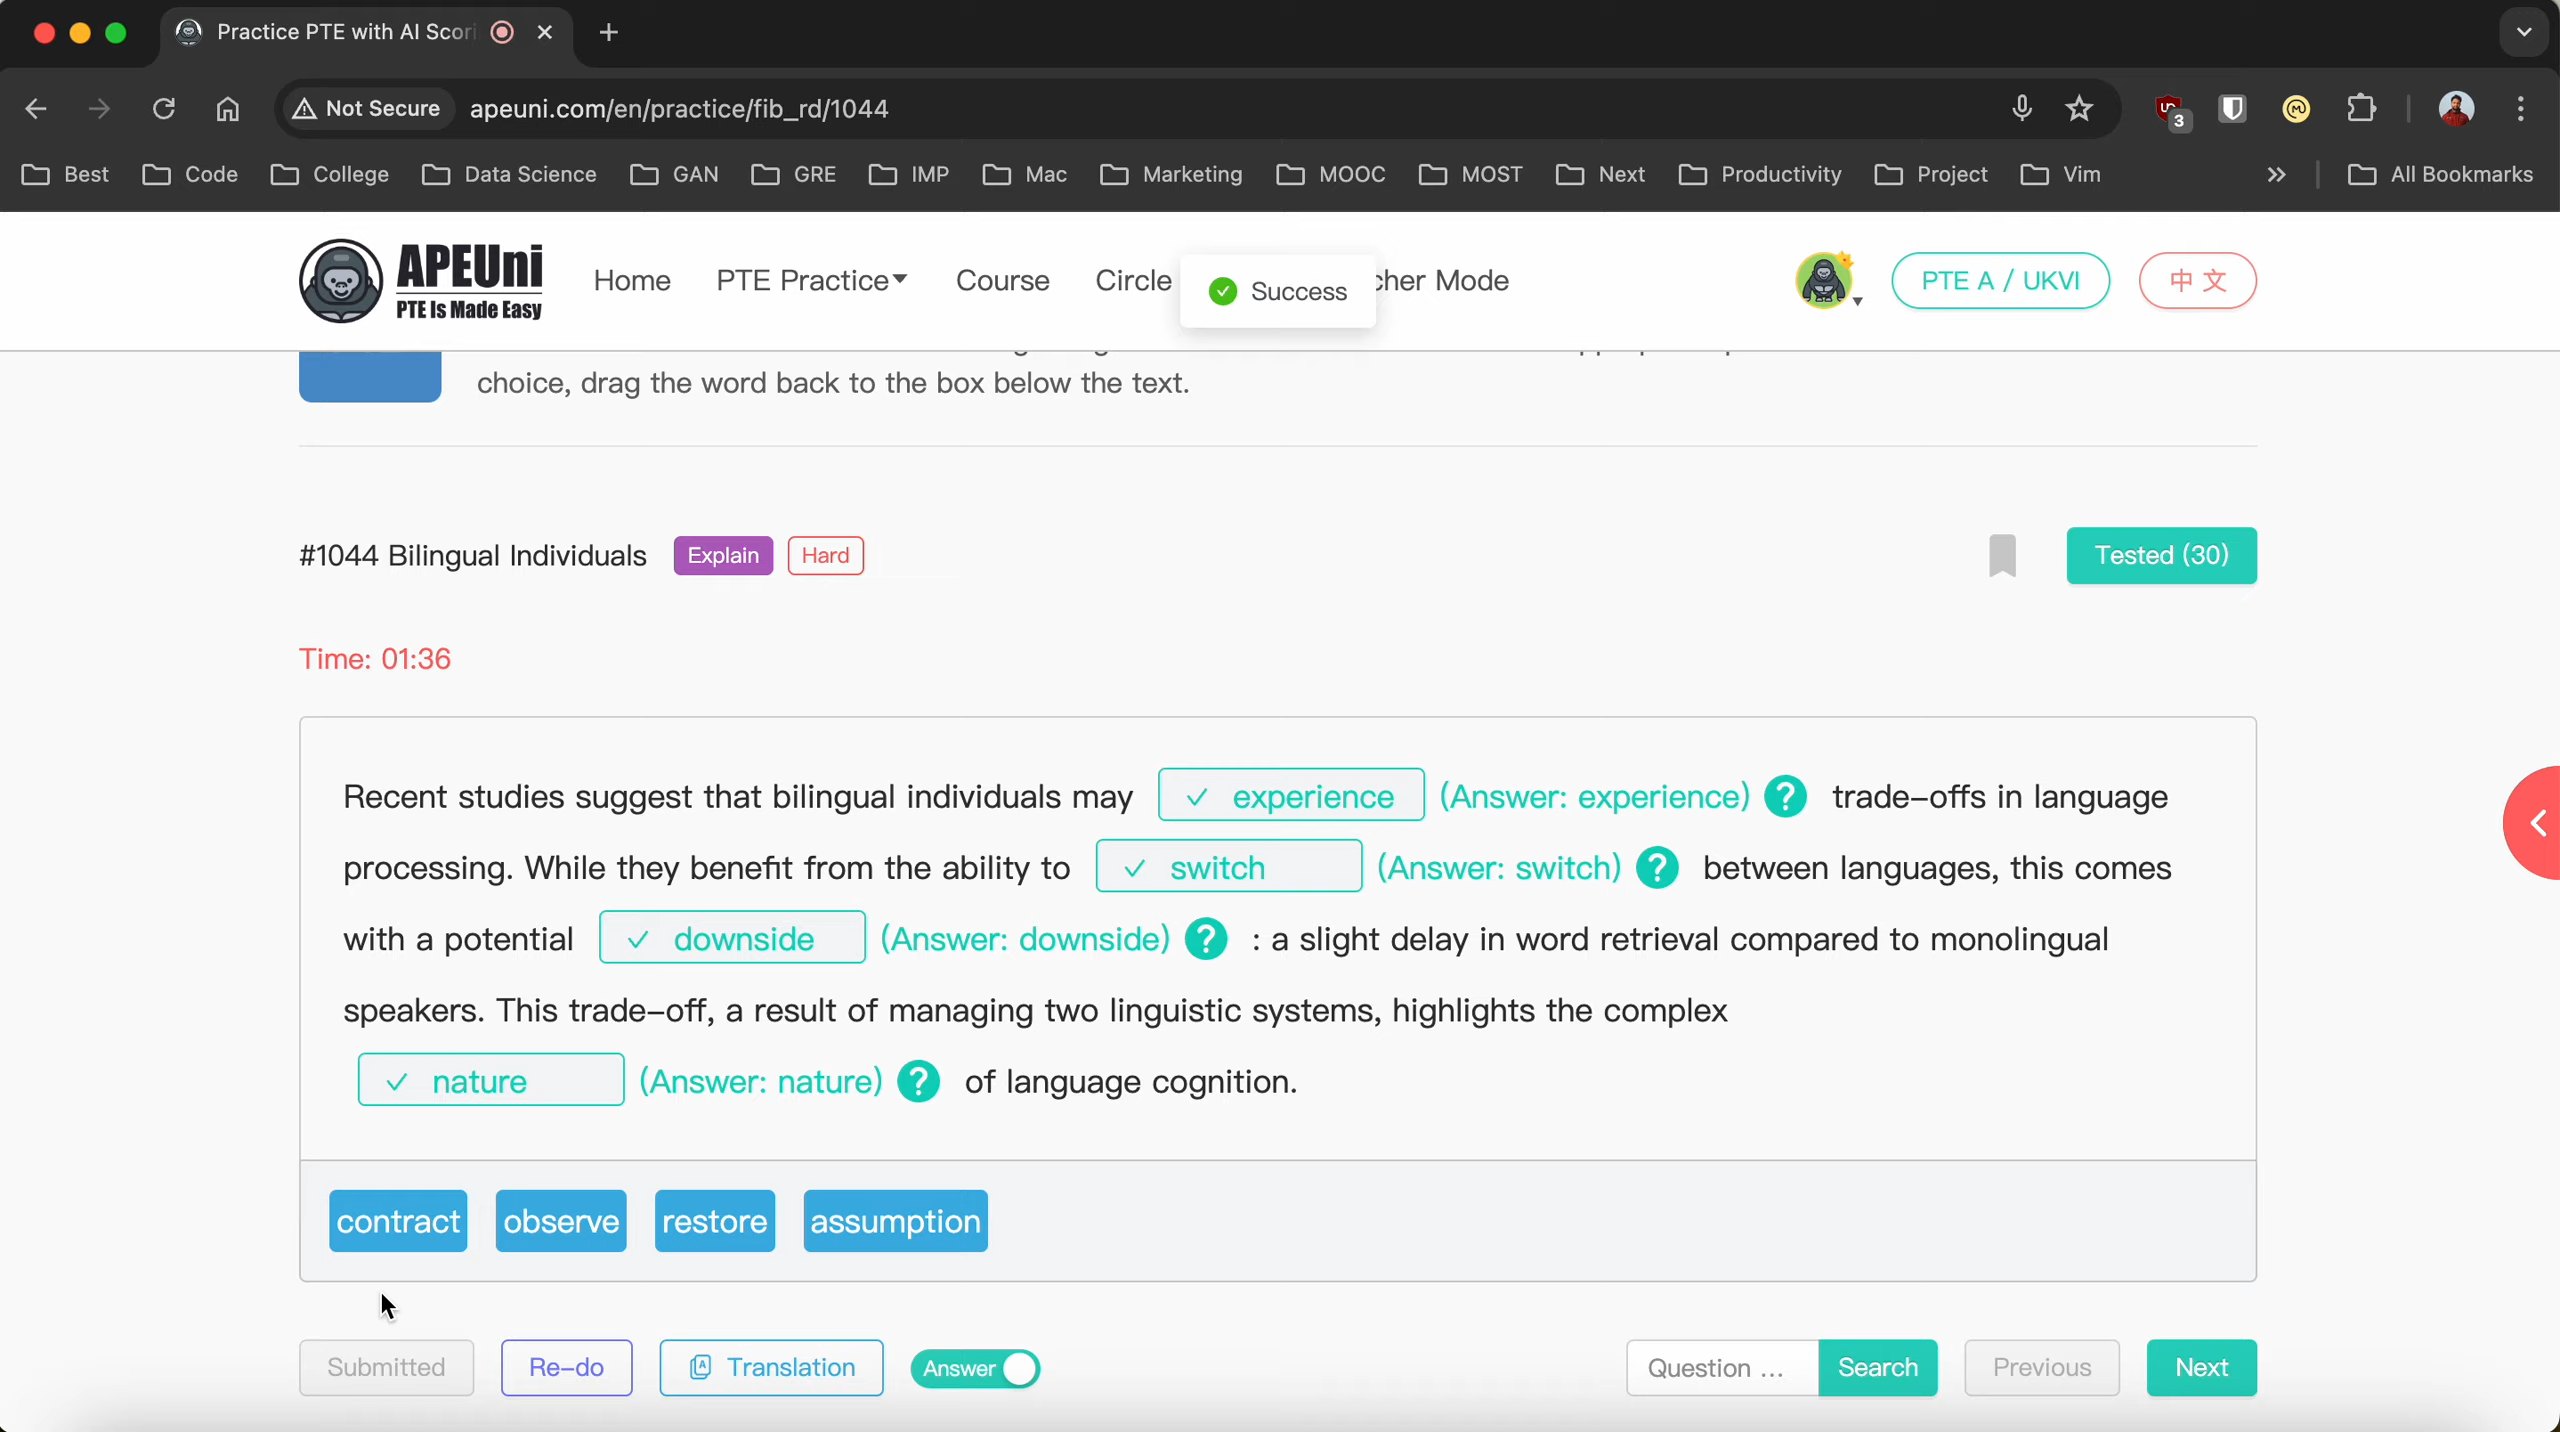 Practice PTE with AI Scori
Not Secure
apeuni.com/en/practice/fib_rd/1044
3
Best
Code
College
Data Science
GAN
GRE
IMP
Mac
Marketing
MOOC
MOST
Next
Productivity
Project
Vim
All Bookmarks
APEUni
PTE Is Made Easy
Home
PTE Practice
Course
Circle
Success
cher Mode
PTE A / UKVI
中文
choice, drag the word back to the box below the text.
#1044 Bilingual Individuals
Explain
Hard
Tested (30)
Time: 01:36
Recent studies suggest that bilingual individuals may ✓ experience (Answer: experience) ? trade-offs in language
processing. While they benefit from the ability to ✓ switch (Answer: switch) ? between languages, this comes
with a potential ✓ downside (Answer: downside) ? : a slight delay in word retrieval compared to monolingual
speakers. This trade-off, a result of managing two linguistic systems, highlights the complex
✓ nature (Answer: nature) ? of language cognition.
contract
observe
restore
assumption
Submitted
Re-do
Translation
Answer
Question ...
Search
Previous
Next